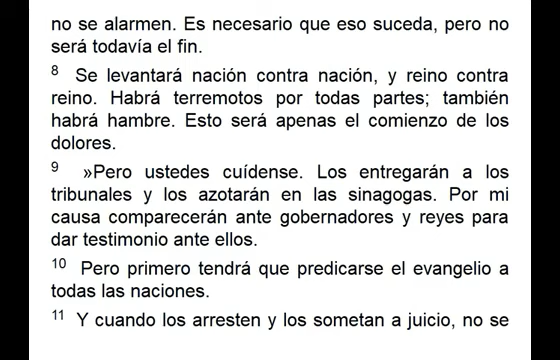 no se alarmen. Es necesario que eso suceda, pero no
será todavía el fin.
8 Se levantará nación contra nación, y reino contra
reino. Habrá terremotos por todas partes; también
habrá hambre. Esto será apenas el comienzo de los
dolores.
9 »Pero ustedes cuídense. Los entregarán a los
tribunales y los azotarán en las sinagogas. Por mi
causa comparecerán ante gobernadores y reyes para
dar testimonio ante ellos.
10 Pero primero tendrá que predicarse el evangelio a
todas las naciones.
11 Y cuando los arresten y los sometan a juicio, no se